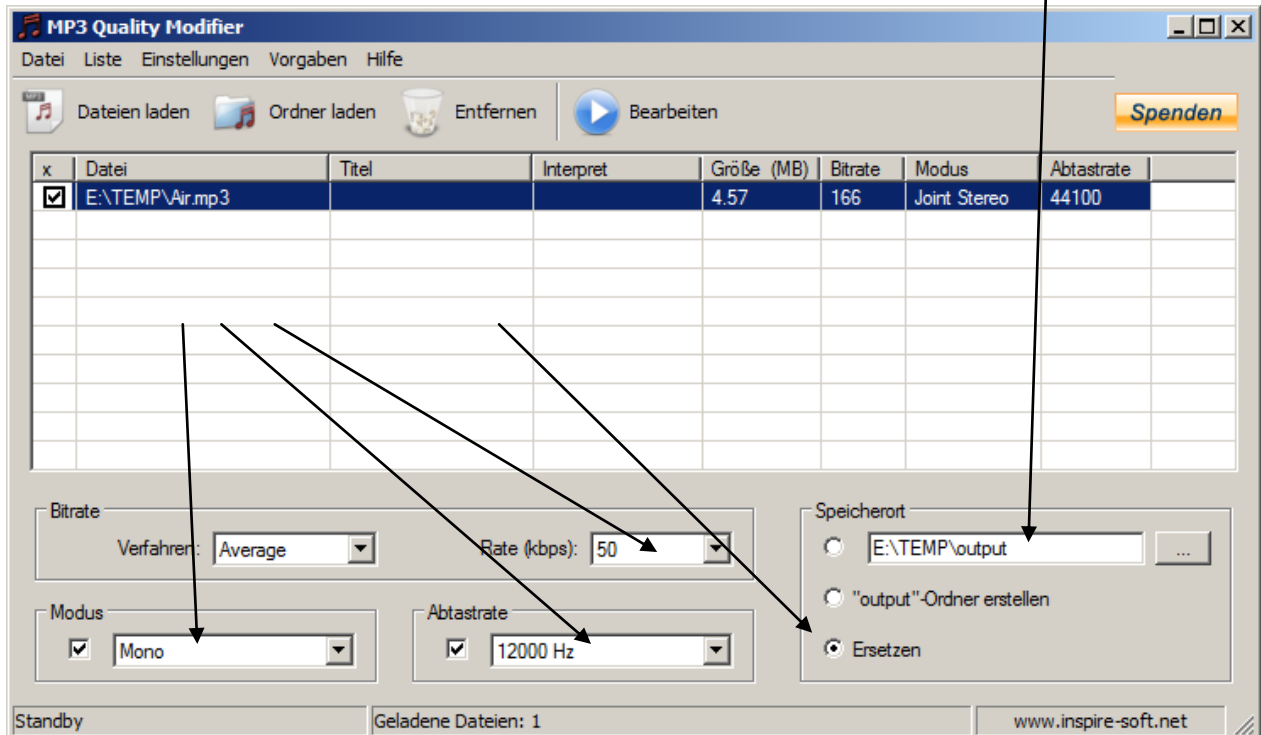 MP3 Quality Modifier
Datei Liste Einstellungen Vorgaben Hilfe
Dateien laden Ordner laden Entfernen Bearbeiten Spenden
x Datei Titel Interpret Größe (MB) Bitrate Modus Abtastrate
E:\TEMP\Air.mp3 4.57 166 Joint Stereo 44100
Bitrate
Verfahren: Average Rate (kbps): 50
Modus
Mono
Abtastrate
12000 Hz
Speicherort
E:\TEMP\output ...
"output"-Ordner erstellen
Ersetzen
Standby Geladene Dateien: 1 www.inspire-soft.net